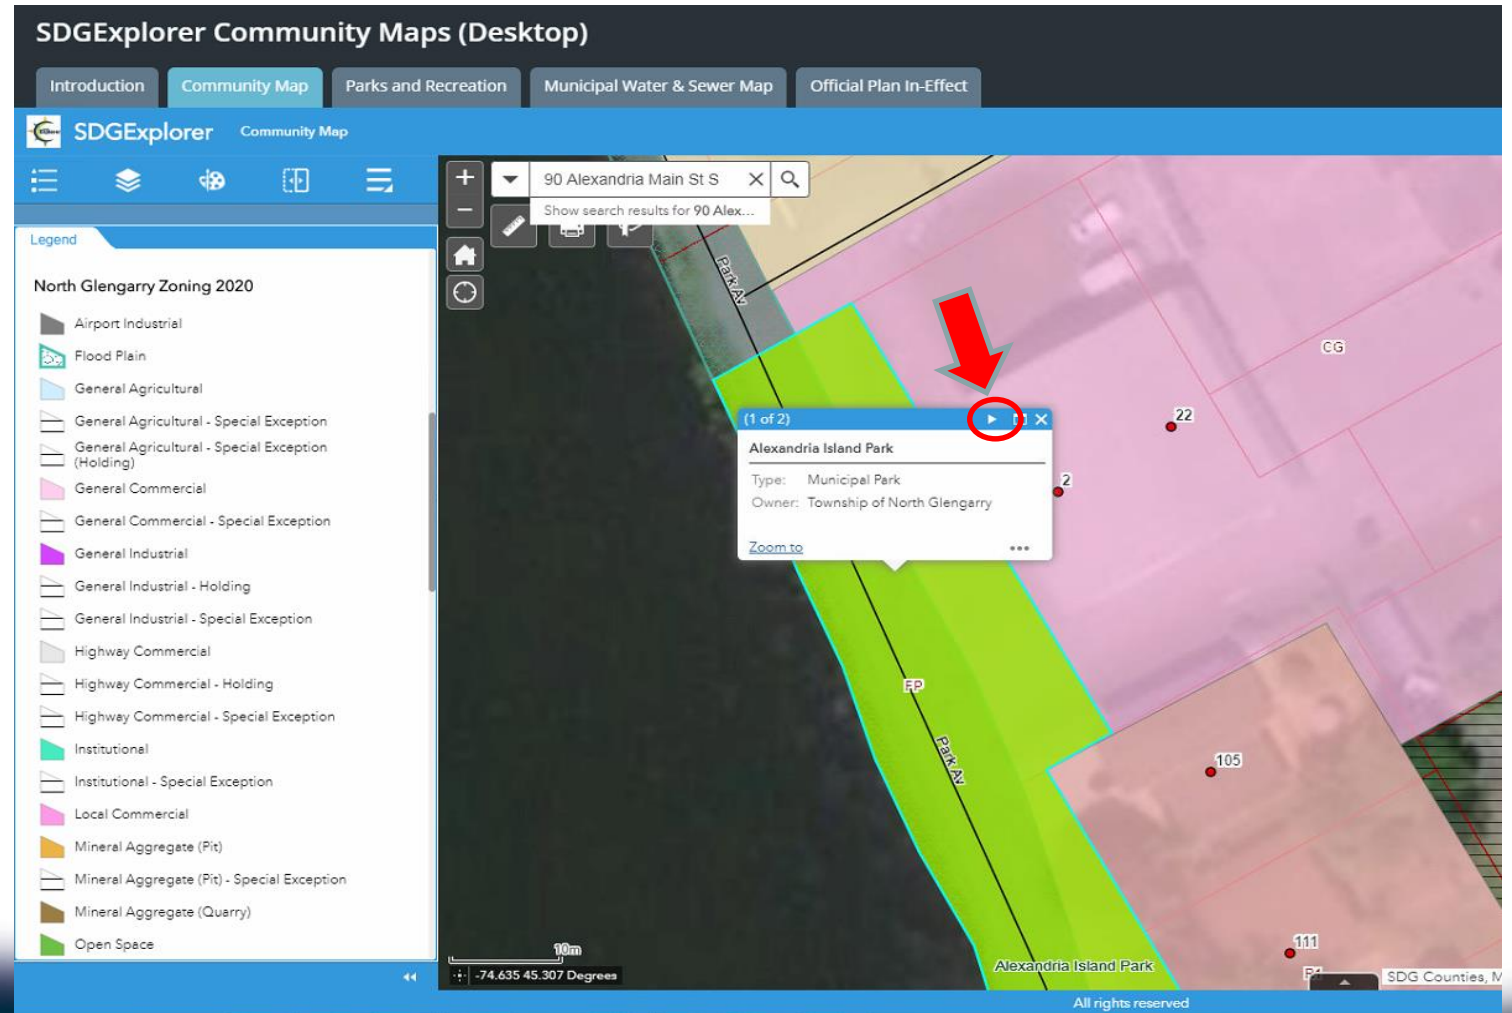 SDGExplorer Community Maps (Desktop)
Introduction
Community Map
Parks and Recreation
Municipal Water & Sewer Map
Official Plan In-Effect
SDGExplorer
Community Map
90 Alexandria Main St S
Show search results for 90 Alex...
Legend
North Glengarry Zoning 2020
Airport Industrial
Flood Plain
General Agricultural
General Agricultural - Special Exception
General Agricultural - Special Exception
(Holding)
General Commercial
General Commercial - Special Exception
General Industrial
General Industrial - Holding
General Industrial - Special Exception
Highway Commercial
Highway Commercial - Holding
Highway Commercial - Special Exception
Institutional
Institutional - Special Exception
Local Commercial
Mineral Aggregate (Pit)
Mineral Aggregate (Pit) - Special Exception
Mineral Aggregate (Quarry)
Open Space
Park Av
CG
22
(1 of 2)
Alexandria Island Park
Type: Municipal Park
Owner: Township of North Glengarry
Zoom to
2
FP
Park Av
105
111
10m
Alexandria Island Park
-74.635 45.307 Degrees
SDG Counties, M
All rights reserved